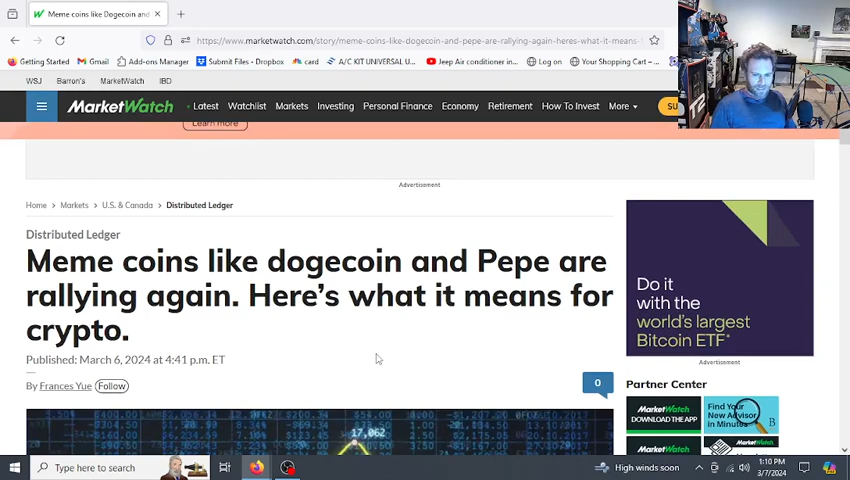 Meme coins like Dogecoin and
Getting Started
Gmail
Add-ons Manager
Submit Files - Dropbox
card
A/C KIT UNIVERSAL U...
Jeep Air conditioner in...
Log on
Your Shopping Cart -
https://www.marketwatch.com/story/meme-coins-like-dogecoin-and-pepe-are-rallying-again-heres-what-it-means-
WSJ Barron's MarketWatch IBD
MarketWatch
Latest Watchlist Markets Investing Personal Finance Economy Retirement How To Invest More
SU
Learn more
Advertisement
Home Markets U.S. & Canada Distributed Ledger
Distributed Ledger
Meme coins like dogecoin and Pepe are
rallying again. Here's what it means for
crypto.
Published: March 6, 2024 at 4:41 p.m. ET
By Frances Yue Follow
0
17,062
Do it
with the
world's largest
Bitcoin ETF*
Advertisement
Partner Center
MarketWatch
DOWNLOAD THE APP
Find Your
New Advisor
in Minutes
B
MarketWatch
Type here to search
High winds soon
1:10 PM
3/7/2024